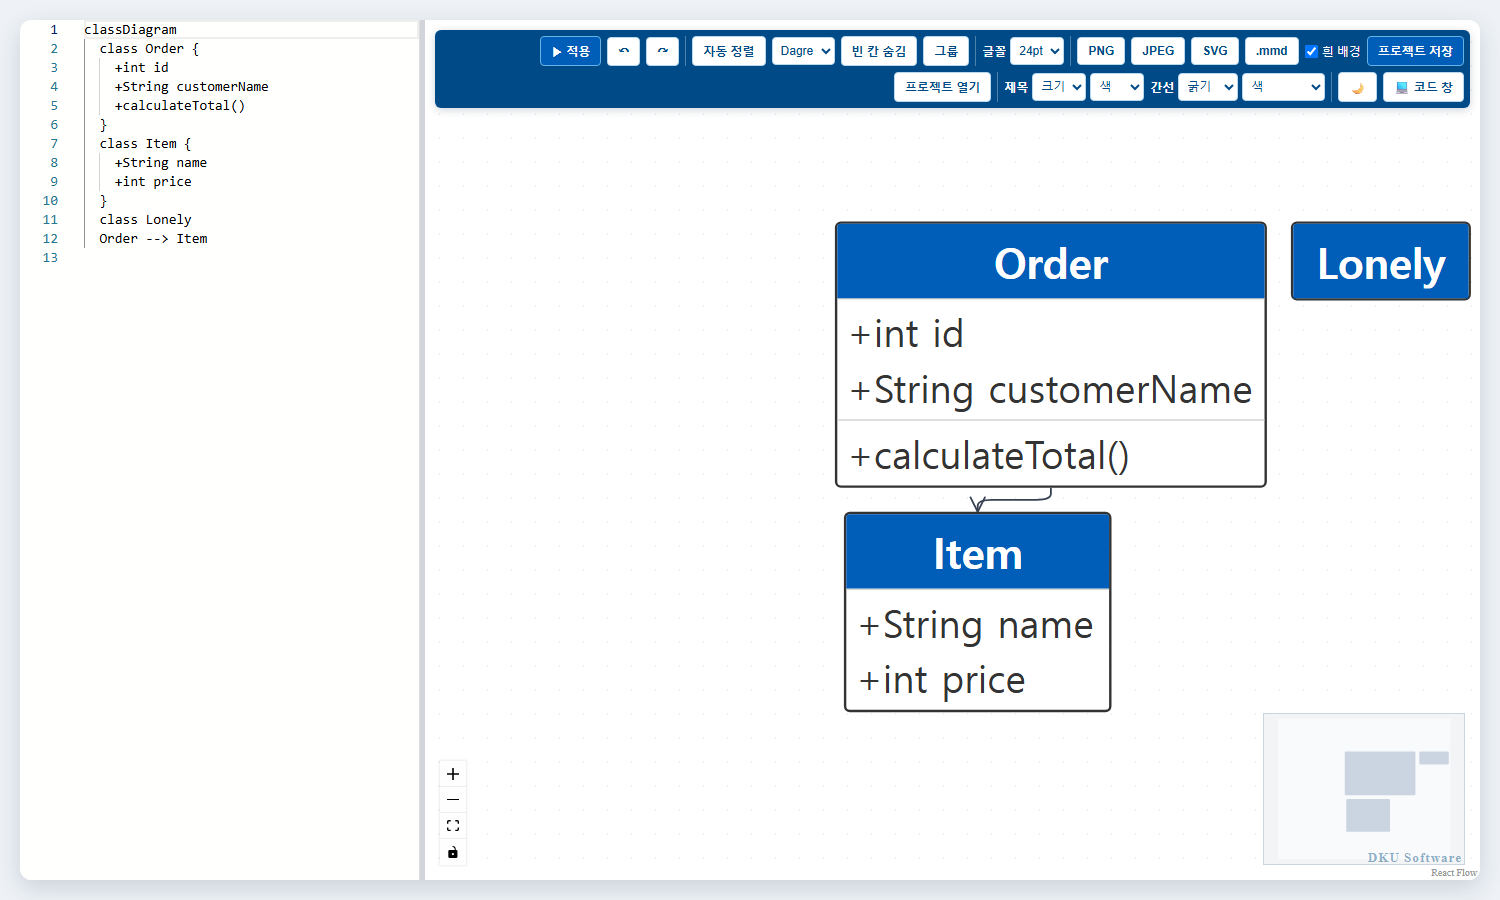 1 classDiagram
2 class Order {
3 +int id
4 +String customerName
5 +calculateTotal()
6 }
7 class Item {
8 +String name
9 +int price
10 }
11 class Lonely
12 Order --> Item
13
▶ 적용 ↶ ↷ 자동 정렬 Dagre 빈 칸 숨김 그룹 글꼴 24pt PNG JPEG SVG .mmd 흰 배경 프로젝트 저장
프로젝트 열기 제목 크기 색 간선 굵기 색 🌙 💻 코드 창
Order
+int id
+String customerName
+calculateTotal()
Lonely
Item
+String name
+int price
DKU Software
React Flow